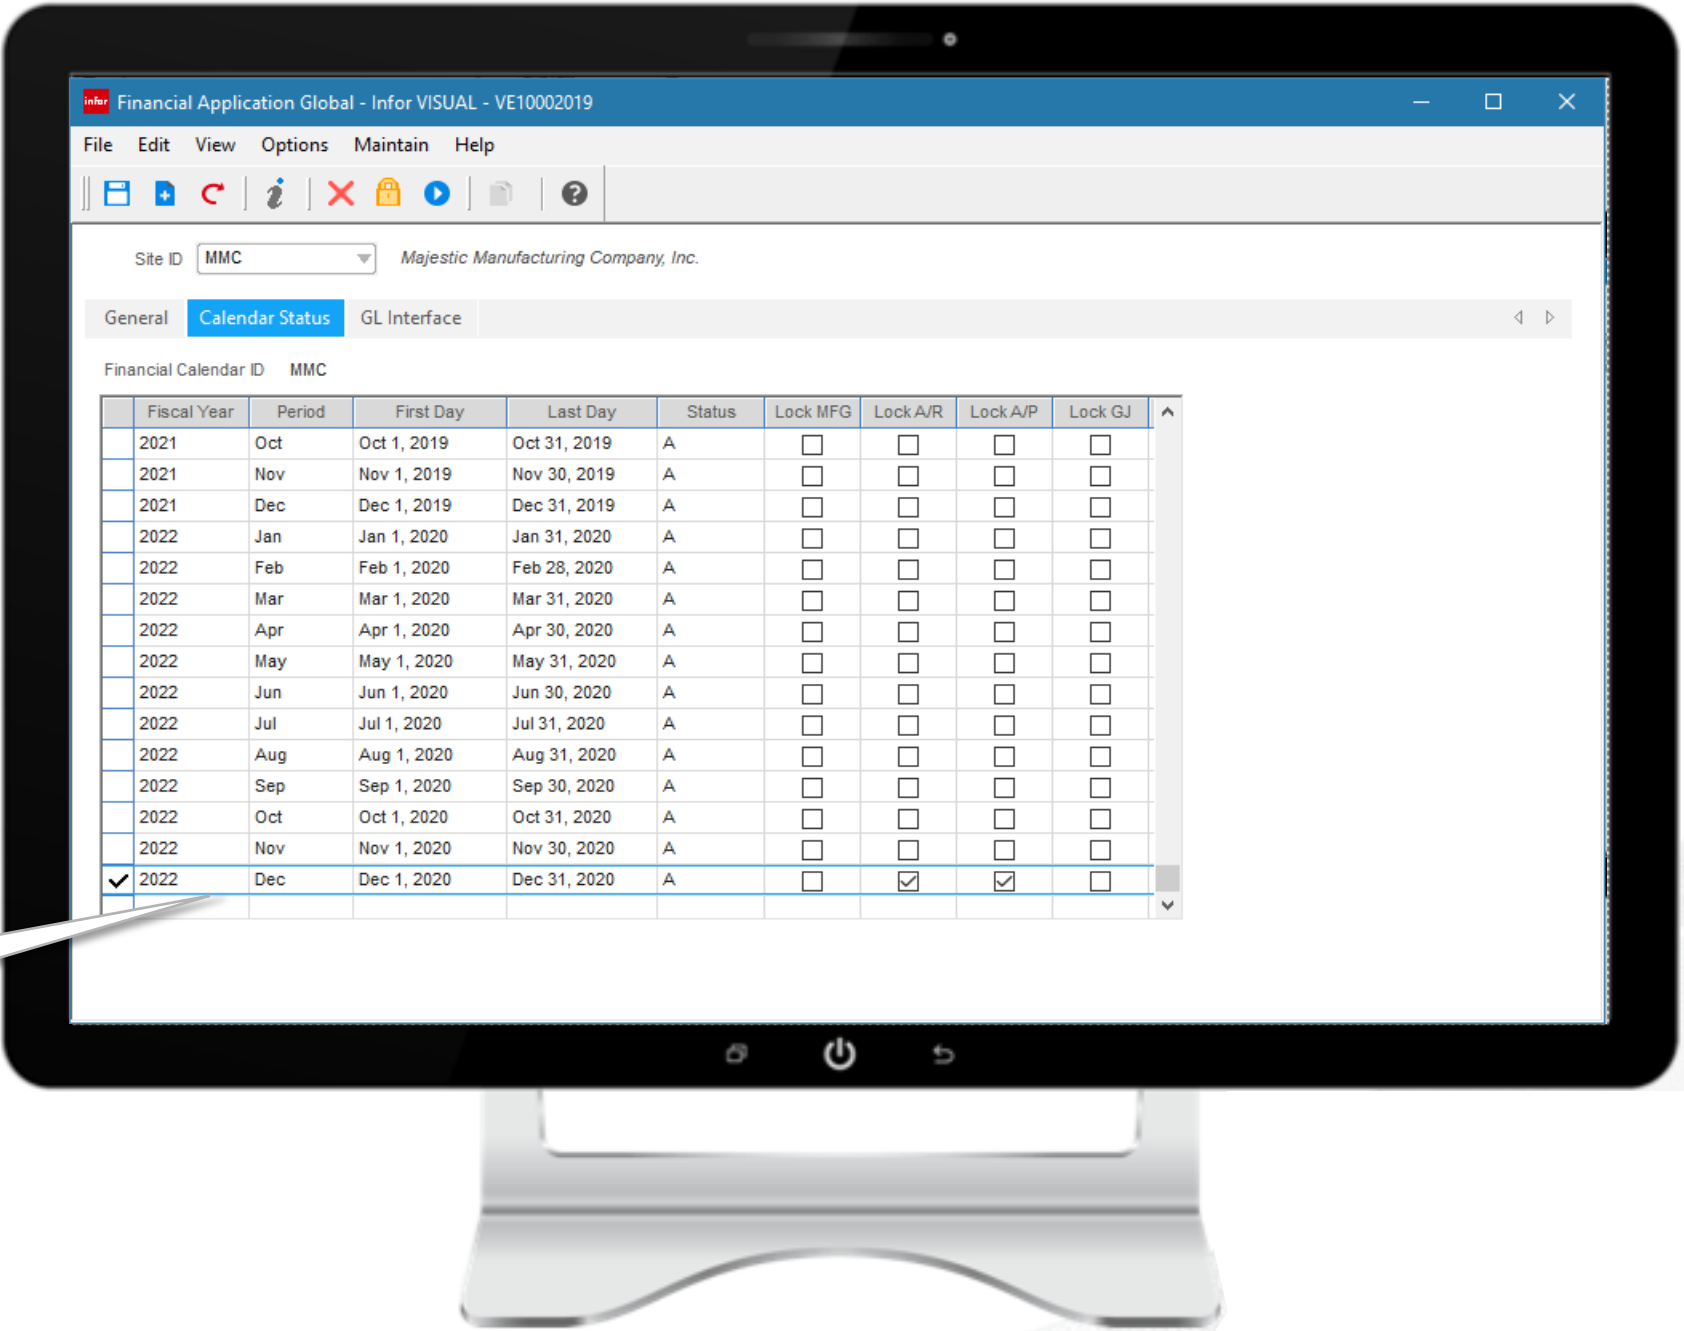 infor Financial Application Global - Infor VISUAL - VE10002019
File Edit View Options Maintain Help
Site ID MMC Majestic Manufacturing Company, Inc.
General Calendar Status GL Interface
Financial Calendar ID MMC
Fiscal Year Period First Day Last Day Status Lock MFG Lock A/R Lock A/P Lock GJ
2021 Oct Oct 1, 2019 Oct 31, 2019 A
2021 Nov Nov 1, 2019 Nov 30, 2019 A
2021 Dec Dec 1, 2019 Dec 31, 2019 A
2022 Jan Jan 1, 2020 Jan 31, 2020 A
2022 Feb Feb 1, 2020 Feb 28, 2020 A
2022 Mar Mar 1, 2020 Mar 31, 2020 A
2022 Apr Apr 1, 2020 Apr 30, 2020 A
2022 May May 1, 2020 May 31, 2020 A
2022 Jun Jun 1, 2020 Jun 30, 2020 A
2022 Jul Jul 1, 2020 Jul 31, 2020 A
2022 Aug Aug 1, 2020 Aug 31, 2020 A
2022 Sep Sep 1, 2020 Sep 30, 2020 A
2022 Oct Oct 1, 2020 Oct 31, 2020 A
2022 Nov Nov 1, 2020 Nov 30, 2020 A
2022 Dec Dec 1, 2020 Dec 31, 2020 A